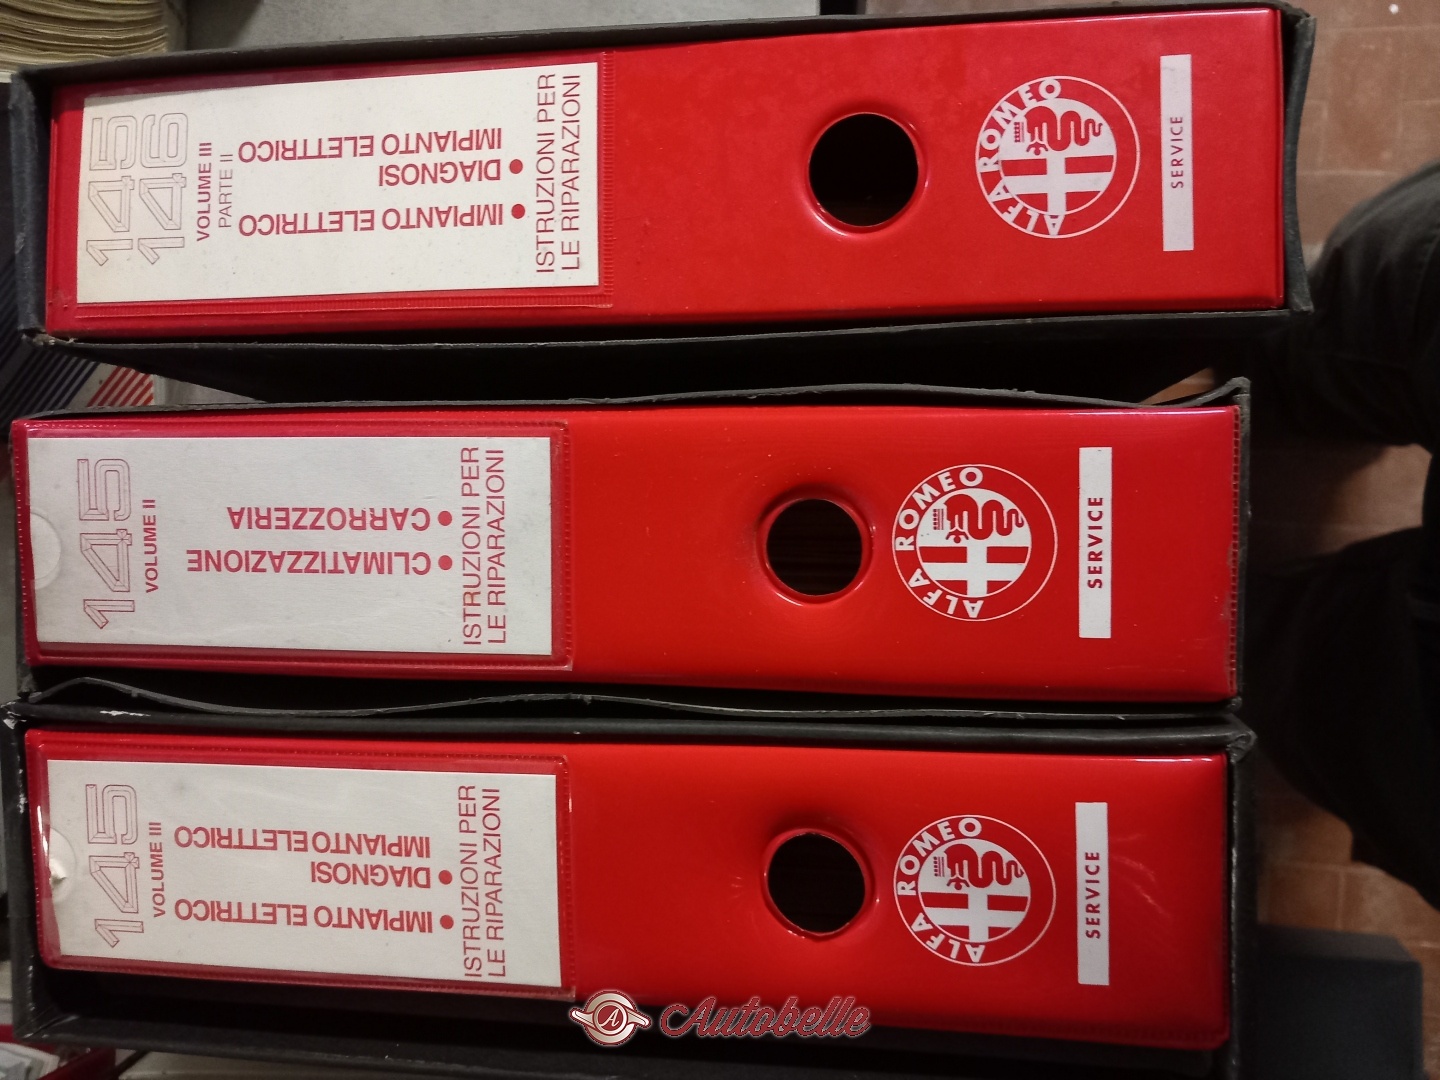 145
146
VOLUME III
PARTE II
• IMPIANTO ELETTRICO
• DIAGNOSI
IMPIANTO ELETTRICO
ISTRUZIONI PER
LE RIPARAZIONI
ALFA ROMEO
SERVICE
145
VOLUME II
• CLIMATIZZAZIONE
• CARROZZERIA
ISTRUZIONI PER
LE RIPARAZIONI
ALFA ROMEO
SERVICE
145
VOLUME III
• IMPIANTO ELETTRICO
• DIAGNOSI
IMPIANTO ELETTRICO
ISTRUZIONI PER
LE RIPARAZIONI
ALFA ROMEO
SERVICE
A Autobelle